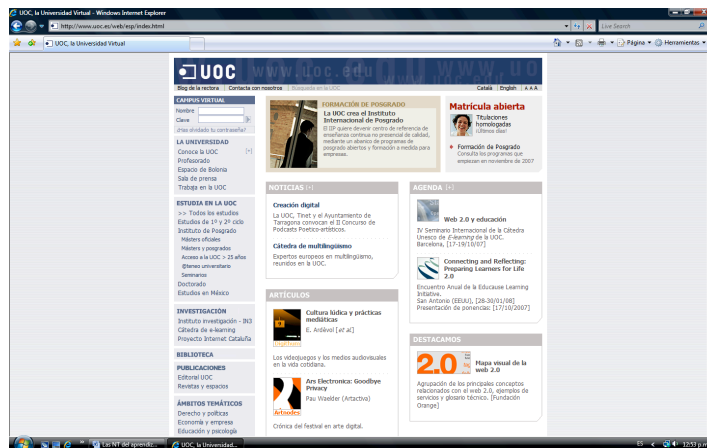 UOC, la Universidad Virtual - Windows Internet Explorer
http://www.uoc.es/web/esp/index.html
Live Search
UOC, la Universidad Virtual
Página
Herramientas
UOC
www.uoc.edu
Blog de la rectora | Contacta con nosotros | Búsqueda en la UOC
Català | English | A A A
CAMPUS VIRTUAL
Nombre
Clave
¿Has olvidado tu contraseña?
LA UNIVERSIDAD
Conoce la UOC [+]
Profesorado
Espacio de Bolonia
Sala de prensa
Trabaja en la UOC
ESTUDIA EN LA UOC
>> Todos los estudios
Estudios de 1º y 2º ciclo
Instituto de Posgrado
Másters oficiales
Másters y posgrados
Acceso a la UOC > 25 años
@teneo universitario
Seminarios
Doctorado
Estudios en México
INVESTIGACIÓN
Instituto investigación - IN3
Cátedra de e-learning
Proyecto Internet Cataluña
BIBLIOTECA
PUBLICACIONES
Editorial UOC
Revistas y espacios
ÁMBITOS TEMÁTICOS
Derecho y políticas
Economía y empresa
Educación y psicología
FORMACIÓN DE POSGRADO
La UOC crea el Instituto
Internacional de Posgrado
El IIP quiere devenir centro de referencia de
enseñanza continua no presencial de calidad,
mediante un abanico de programas de
posgrado abiertos y formación a medida para
empresas.
Matrícula abierta
Titulaciones
homologadas
¡Últimos días!
Formación de Posgrado
Consulta los programas que
empiezan en noviembre de 2007
NOTICIAS [+]
Creación digital
La UOC, Tinet y el Ayuntamiento de
Tarragona convocan el II Concurso de
Podcasts Poetico-artísticos.
Cátedra de multilingüismo
Expertos europeos en multilingüismo,
reunidos en la UOC.
ARTÍCULOS
Cultura lúdica y prácticas
mediáticas
E. Ardèvol [et al.]
Los videojuegos y los medios audiovisuales
en la vida cotidiana.
Ars Electronica: Goodbye
Privacy
Pau Waelder (Artactiva)
Artnodes
Crónica del festival en arte digital.
AGENDA [+]
Web 2.0 y educación
IV Seminario Internacional de la Cátedra
Unesco de E-learning de la UOC.
Barcelona, [17-19/10/07]
Connecting and Reflecting:
Preparing Learners for Life
2.0
Encuentro Anual de la Educause Learning
Initative.
San Antonio (EEUU), [28-30/01/08]
Presentación de ponencias: [17/10/2007]
DESTACAMOS
2.0
Mapa visual de la
web 2.0
Agrupación de los principales conceptos
relacionados con el web 2.0, ejemplos de
servicios y glosario técnico. [Fundación
Orange]
Las NT del aprendiz...
UOC, la Universidad...
ES
12:53 p.m.